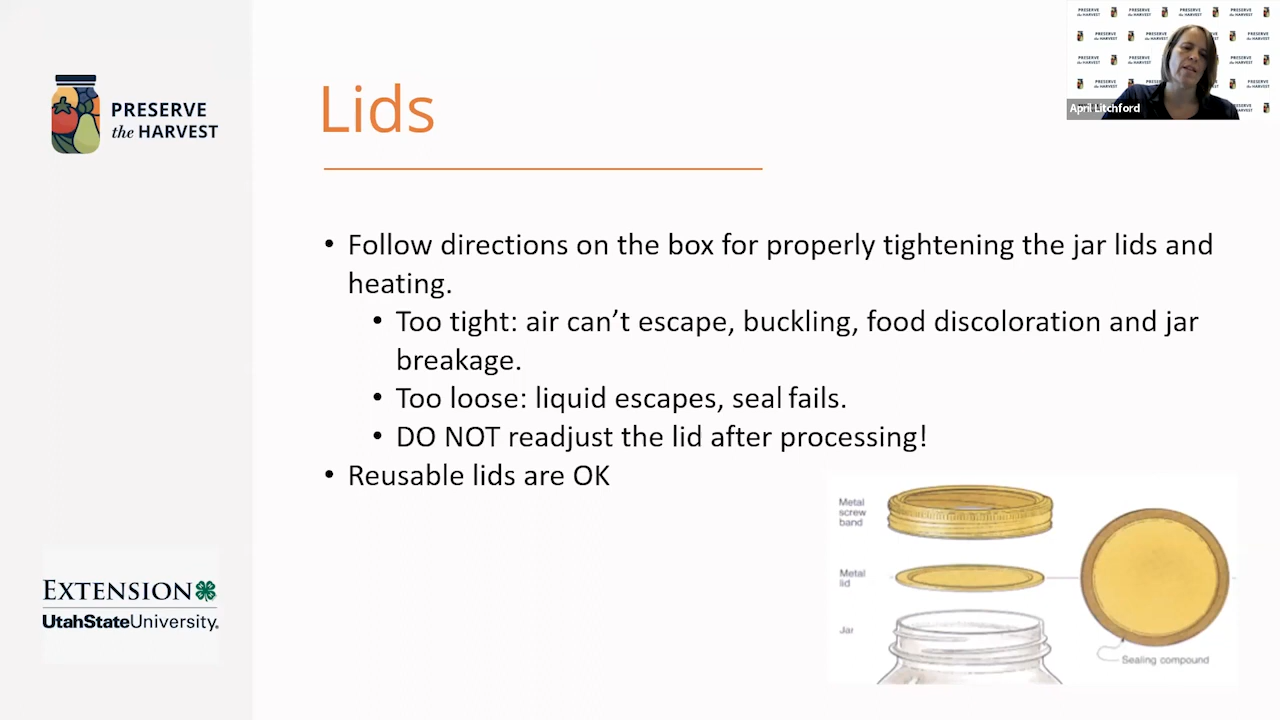 PRESERVE
the HARVEST
Lids
April Litchford
• Follow directions on the box for properly tightening the jar lids and
heating.
• Too tight: air can’t escape, buckling, food discoloration and jar
breakage.
• Too loose: liquid escapes, seal fails.
• DO NOT readjust the lid after processing!
• Reusable lids are OK
Metal
screw
band
Metal
lid
Jar
Sealing compound
EXTENSION
UtahStateUniversity.